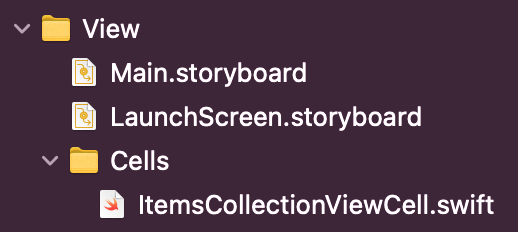 View
Main.storyboard
LaunchScreen.storyboard
Cells
ItemsCollectionViewCell.swift